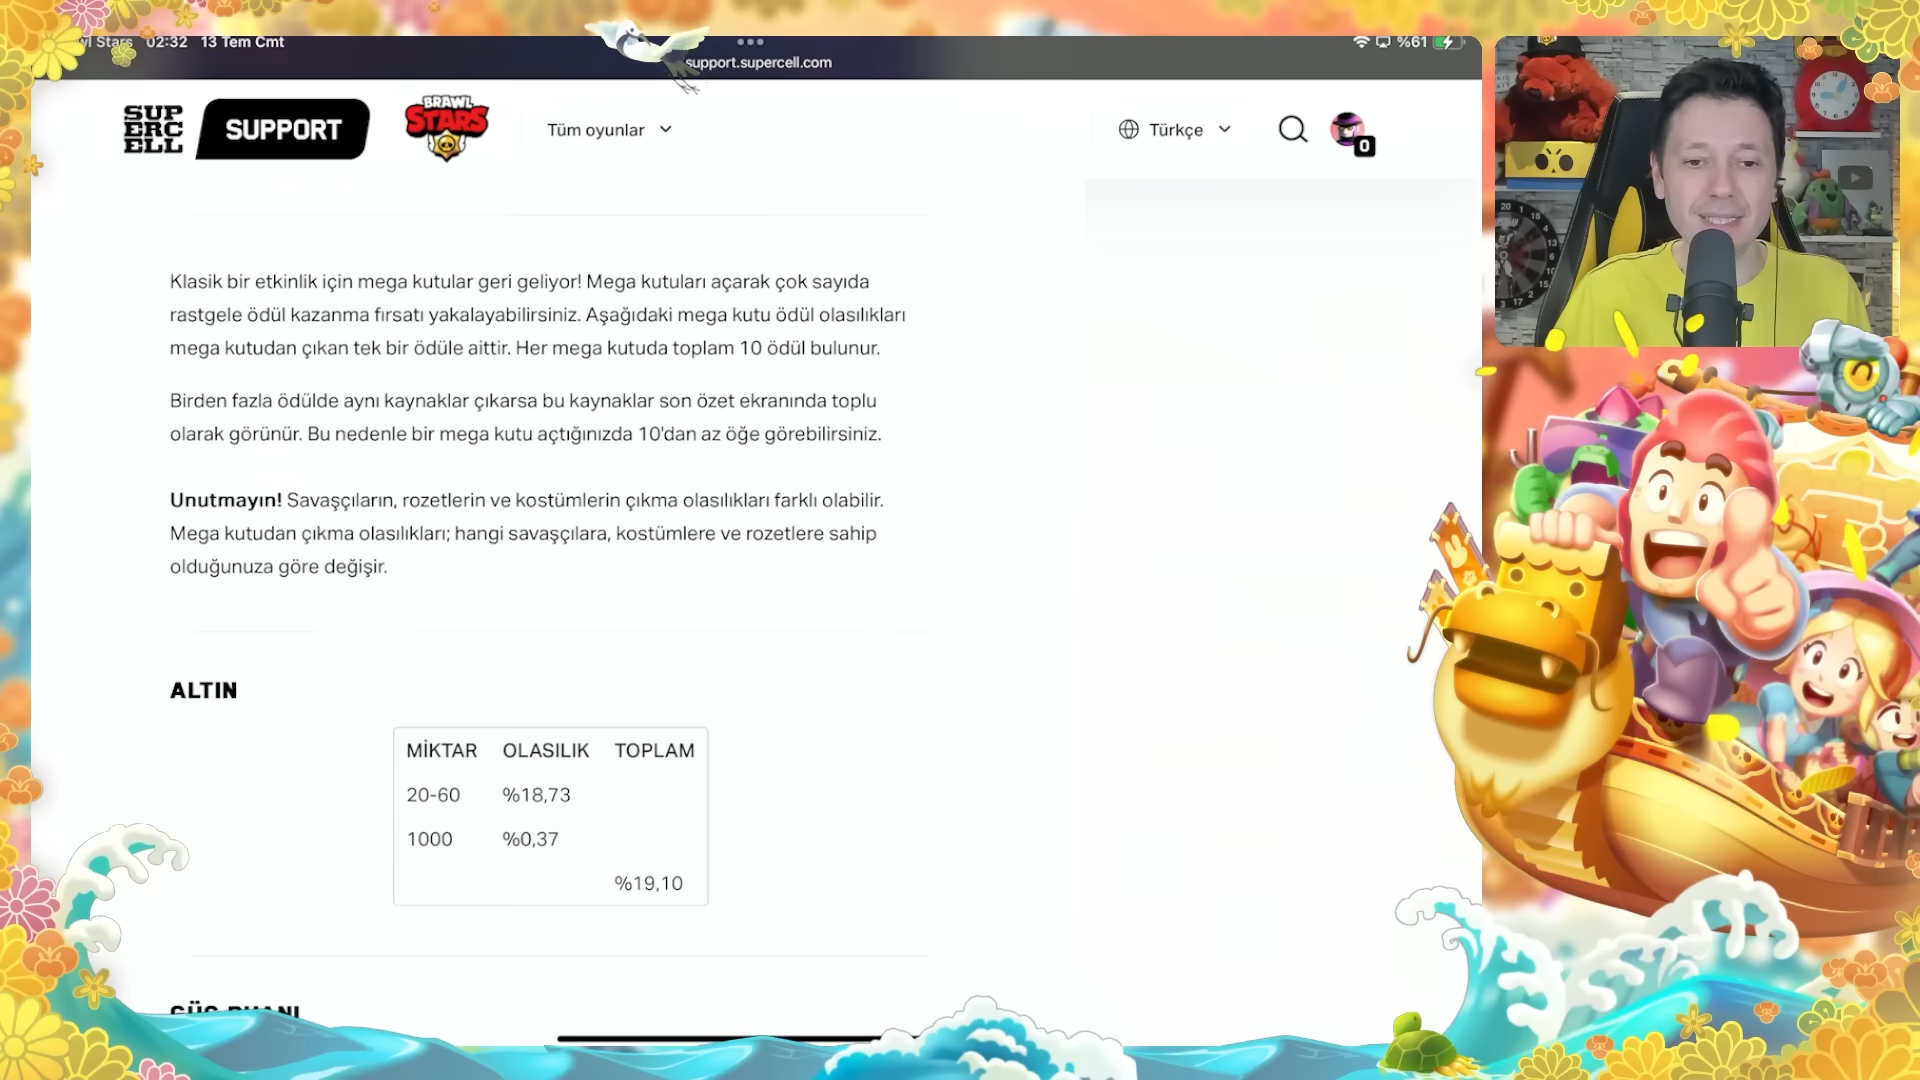 02:32 13 Tem Cmt
%61
support.supercell.com
SUP
ERC
ELL
SUPPORT
BRAWL
STARS
Tüm oyunlar
Türkçe
0
Klasik bir etkinlik için mega kutular geri geliyor! Mega kutuları açarak çok sayıda
rastgele ödül kazanma fırsatı yakalayabilirsiniz. Aşağıdaki mega kutu ödül olasılıkları
mega kutudan çıkan tek bir ödüle aittir. Her mega kutuda toplam 10 ödül bulunur.
Birden fazla ödülde aynı kaynaklar çıkarsa bu kaynaklar son özet ekranında toplu
olarak görünür. Bu nedenle bir mega kutu açtığınızda 10'dan az öğe görebilirsiniz.
Unutmayın! Savaşçıların, rozetlerin ve kostümlerin çıkma olasılıkları farklı olabilir.
Mega kutudan çıkma olasılıkları; hangi savaşçılara, kostümlere ve rozetlere sahip
olduğunuza göre değişir.
ALTIN
MİKTAR OLASILIK TOPLAM
20-60 %18,73
1000 %0,37
%19,10